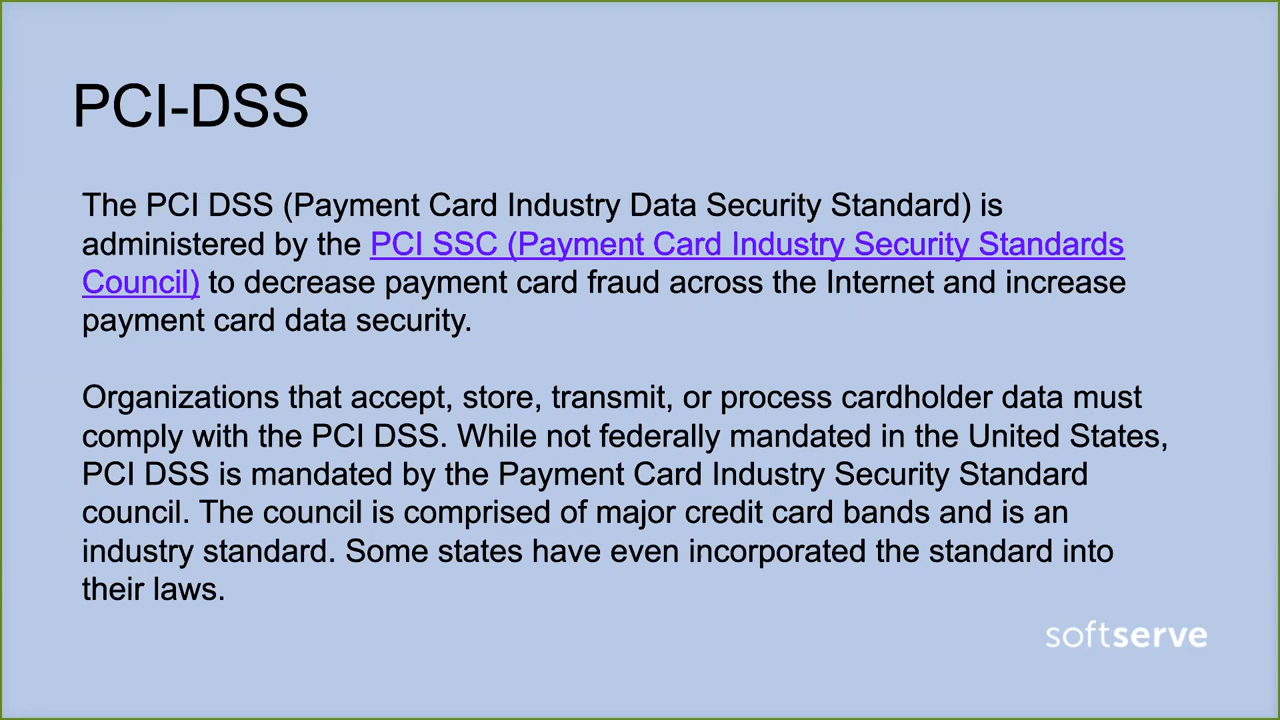 PCI-DSS
The PCI DSS (Payment Card Industry Data Security Standard) is
administered by the PCI SSC (Payment Card Industry Security Standards
Council) to decrease payment card fraud across the Internet and increase
payment card data security.
Organizations that accept, store, transmit, or process cardholder data must
comply with the PCI DSS. While not federally mandated in the United States,
PCI DSS is mandated by the Payment Card Industry Security Standard
council. The council is comprised of major credit card bands and is an
industry standard. Some states have even incorporated the standard into
their laws.
softserve